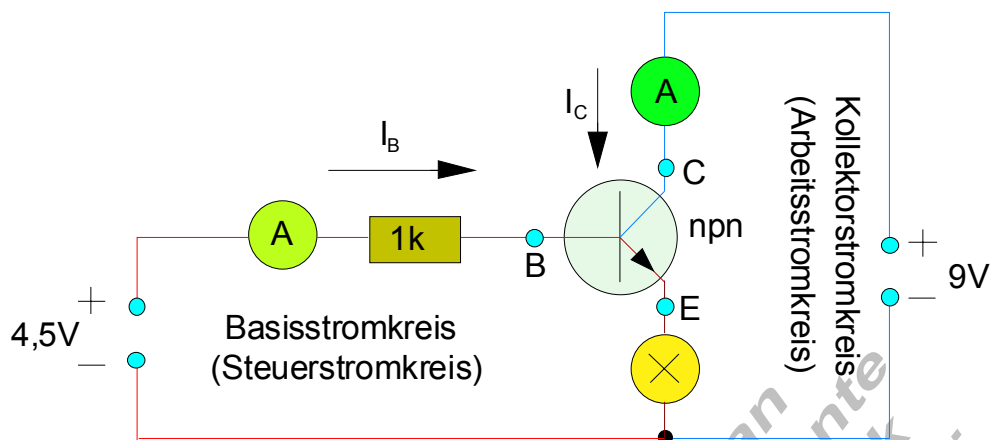 A
I_C
Kollektorstromkreis
(Arbeitsstromkreis)
I_B
C
npn
A
1k
B
+
9V
−
E
+
4,5V
−
Basisstromkreis
(Steuerstromkreis)